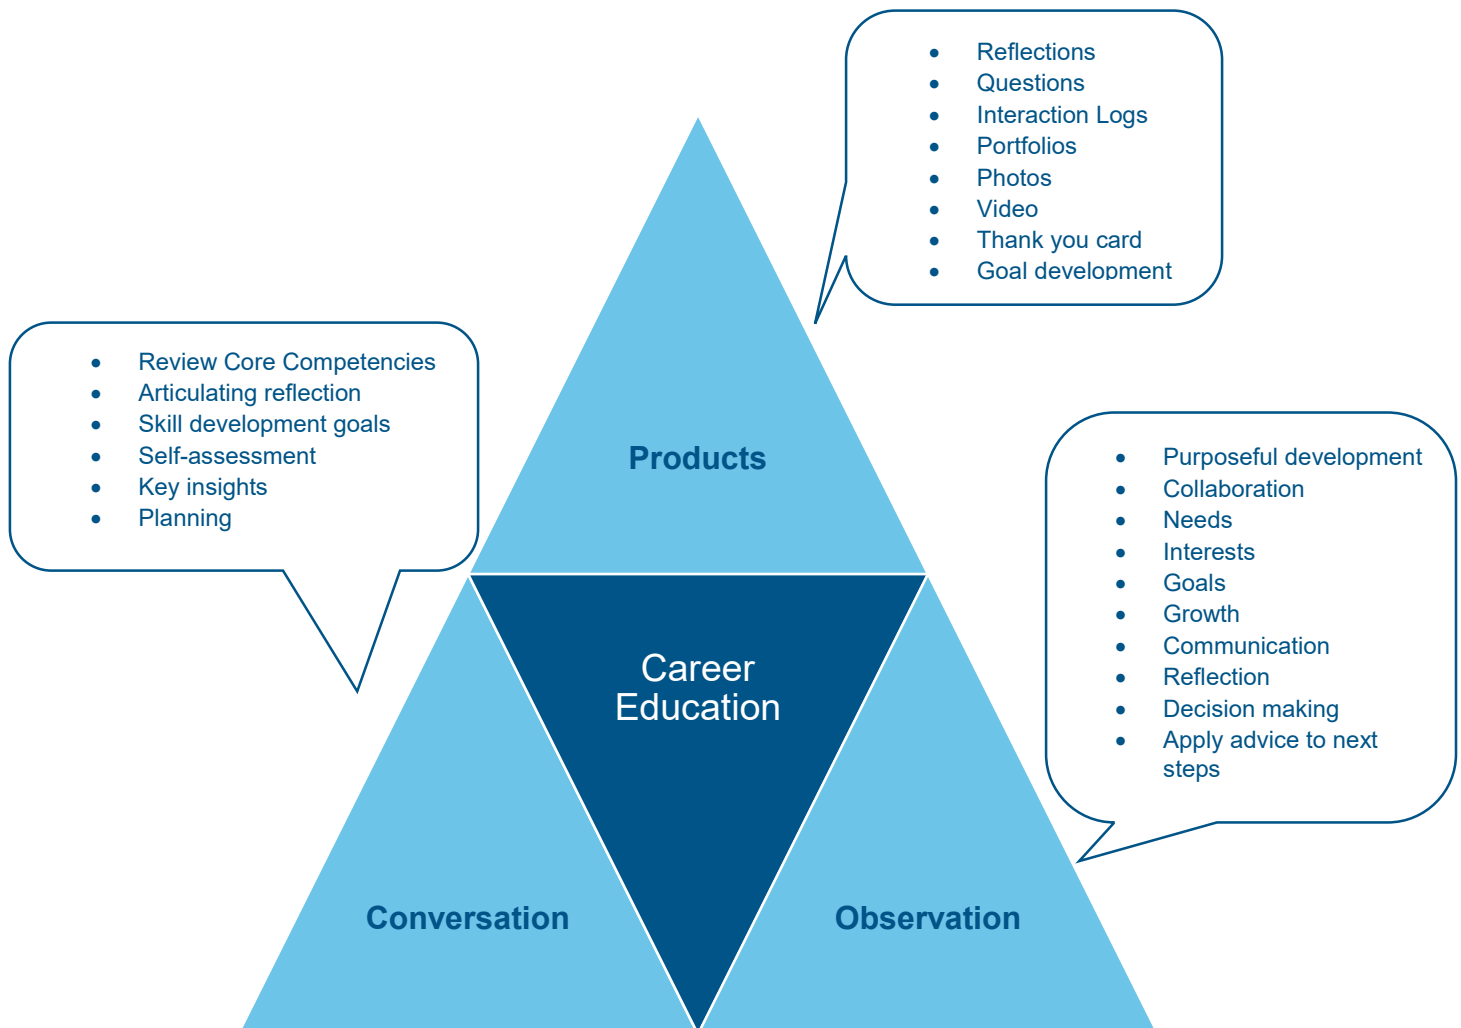 • Reflections
• Questions
• Interaction Logs
• Portfolios
• Photos
• Video
• Thank you card
• Goal development
• Review Core Competencies
• Articulating reflection
• Skill development goals
• Self-assessment
• Key insights
• Planning
Products
• Purposeful development
• Collaboration
• Needs
• Interests
• Goals
• Growth
• Communication
• Reflection
• Decision making
• Apply advice to next
steps
Career
Education
Conversation
Observation